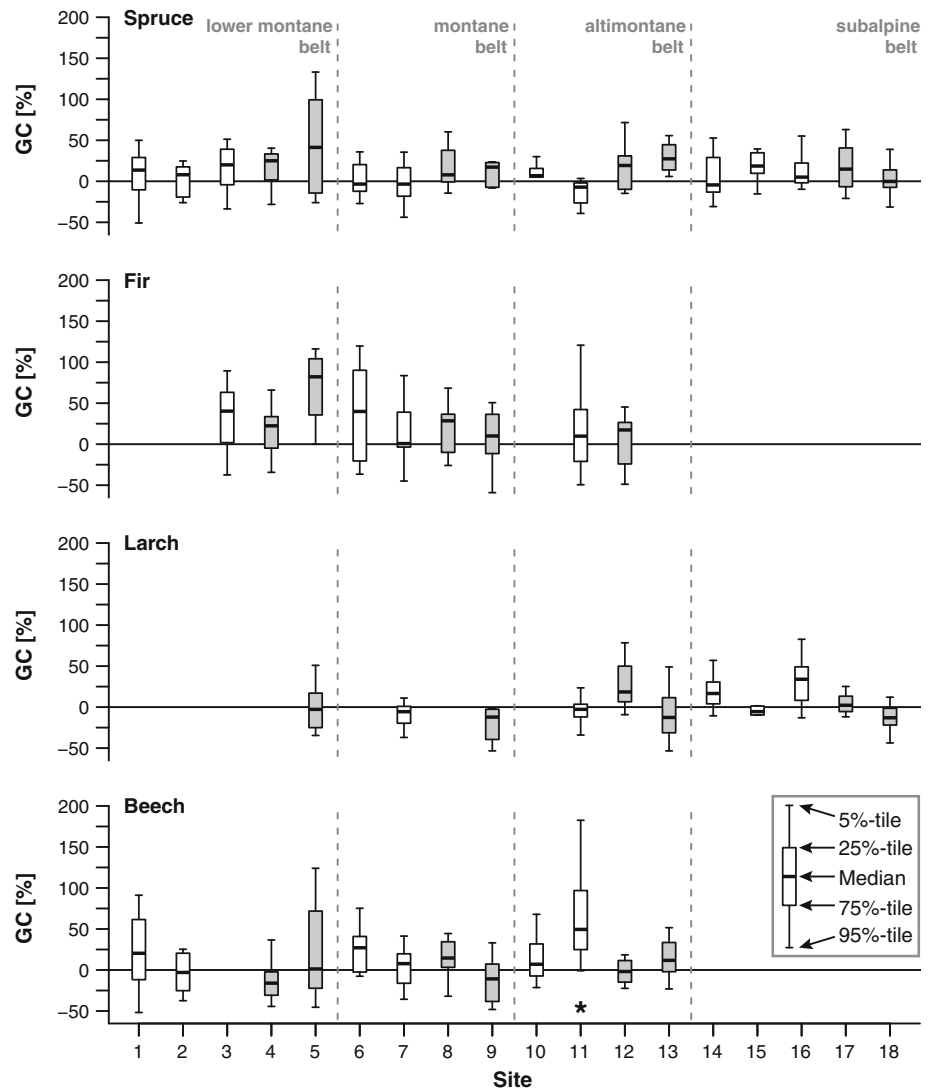 Spruce
lower montane belt
montane belt
altimontane belt
subalpine belt
GC [%]
200
150
100
50
0
−50
Fir
GC [%]
200
150
100
50
0
−50
Larch
GC [%]
200
150
100
50
0
−50
Beech
GC [%]
200
150
100
50
0
−50
*
5%-tile
25%-tile
Median
75%-tile
95%-tile
1 2 3 4 5 6 7 8 9 10 11 12 13 14 15 16 17 18
Site